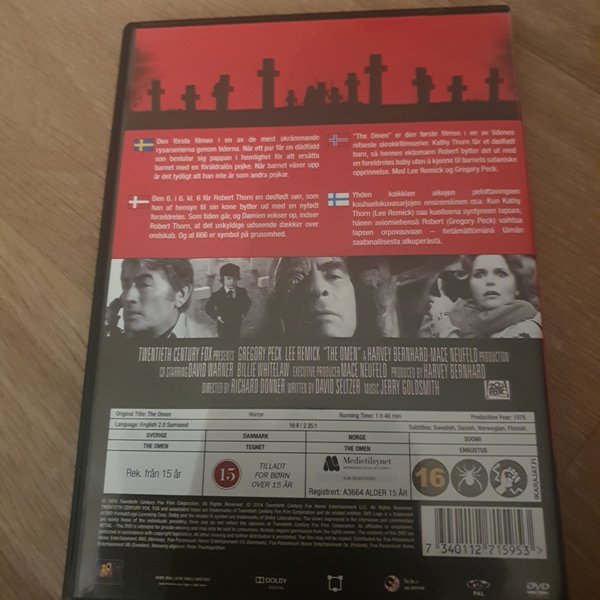 Den första filmen i en av de mest skrämmande
rysarserierna genom tiderna. När ett par får en dödfödd
son beslutar sig pappan i hemlighet för att ersätta
barnet med en föräldralös pojke. När barnet växer upp
är det tydligt att han inte är som andra pojkar.
"The Omen" er den første filmen i en av tidenes
nifseste skrekkfilmserier. Kathy Thorn får et dødfødt
barn, så hennes ektemann Robert bytter det ut med
en foreldreløs baby uten å kjenne til barnets sataniske
opprinnelse. Med Lee Remick og Gregory Peck.
Den 6. i 6. kl. 6 får Robert Thorn en dødfødt søn, som
han af hensyn til sin kone bytter ud med en nyfødt
forældreløs. Som tiden går, og Damien vokser op, indser
Robert Thorn, at det uskyldige udseende dækker over
ondskab. Og at 666 er symbol på grusomhed.
Yhden kaikkien aikojen pelottavimpien
kauhuelokuvasarjojen ensimmäinen osa. Kun Kathy
Thorn (Lee Remick) saa kuolleena syntyneen lapsen,
hänen aviomiehensä Robert (Gregory Peck) vaihtaa
lapsen orpovauvaan – tietämättömänä tämän
saatanallisesta alkuperästä.
TWENTIETH CENTURY FOX PRESENTS GREGORY PECK LEE REMICK "THE OMEN" A HARVEY BERNHARD-MACE NEUFELD PRODUCTION
CO-STARRING DAVID WARNER BILLIE WHITELAW EXECUTIVE PRODUCER MACE NEUFELD PRODUCED BY HARVEY BERNHARD
DIRECTED BY RICHARD DONNER WRITTEN BY DAVID SELTZER MUSIC JERRY GOLDSMITH
Original Title: The Omen Horror Running Time: 1 h 46 min Production Year: 1976
Language: English 2.0 Surround 16:9 / 2.35:1 Subtitles: Swedish, Danish, Norwegian, Finnish.
SVERIGE DANMARK NORGE SUOMI
THE OMEN TEGNET THE OMEN ENNUSTUS
Rek. från 15 år
15
TILLADT
FOR BØRN
OVER 15 ÅR
Medietilsynet
Registrert: A3664 ALDER 15 ÅR
16
IKARAJAT.FI
7 340112 715953
DOLBY
DIGITAL
PAL
DVD